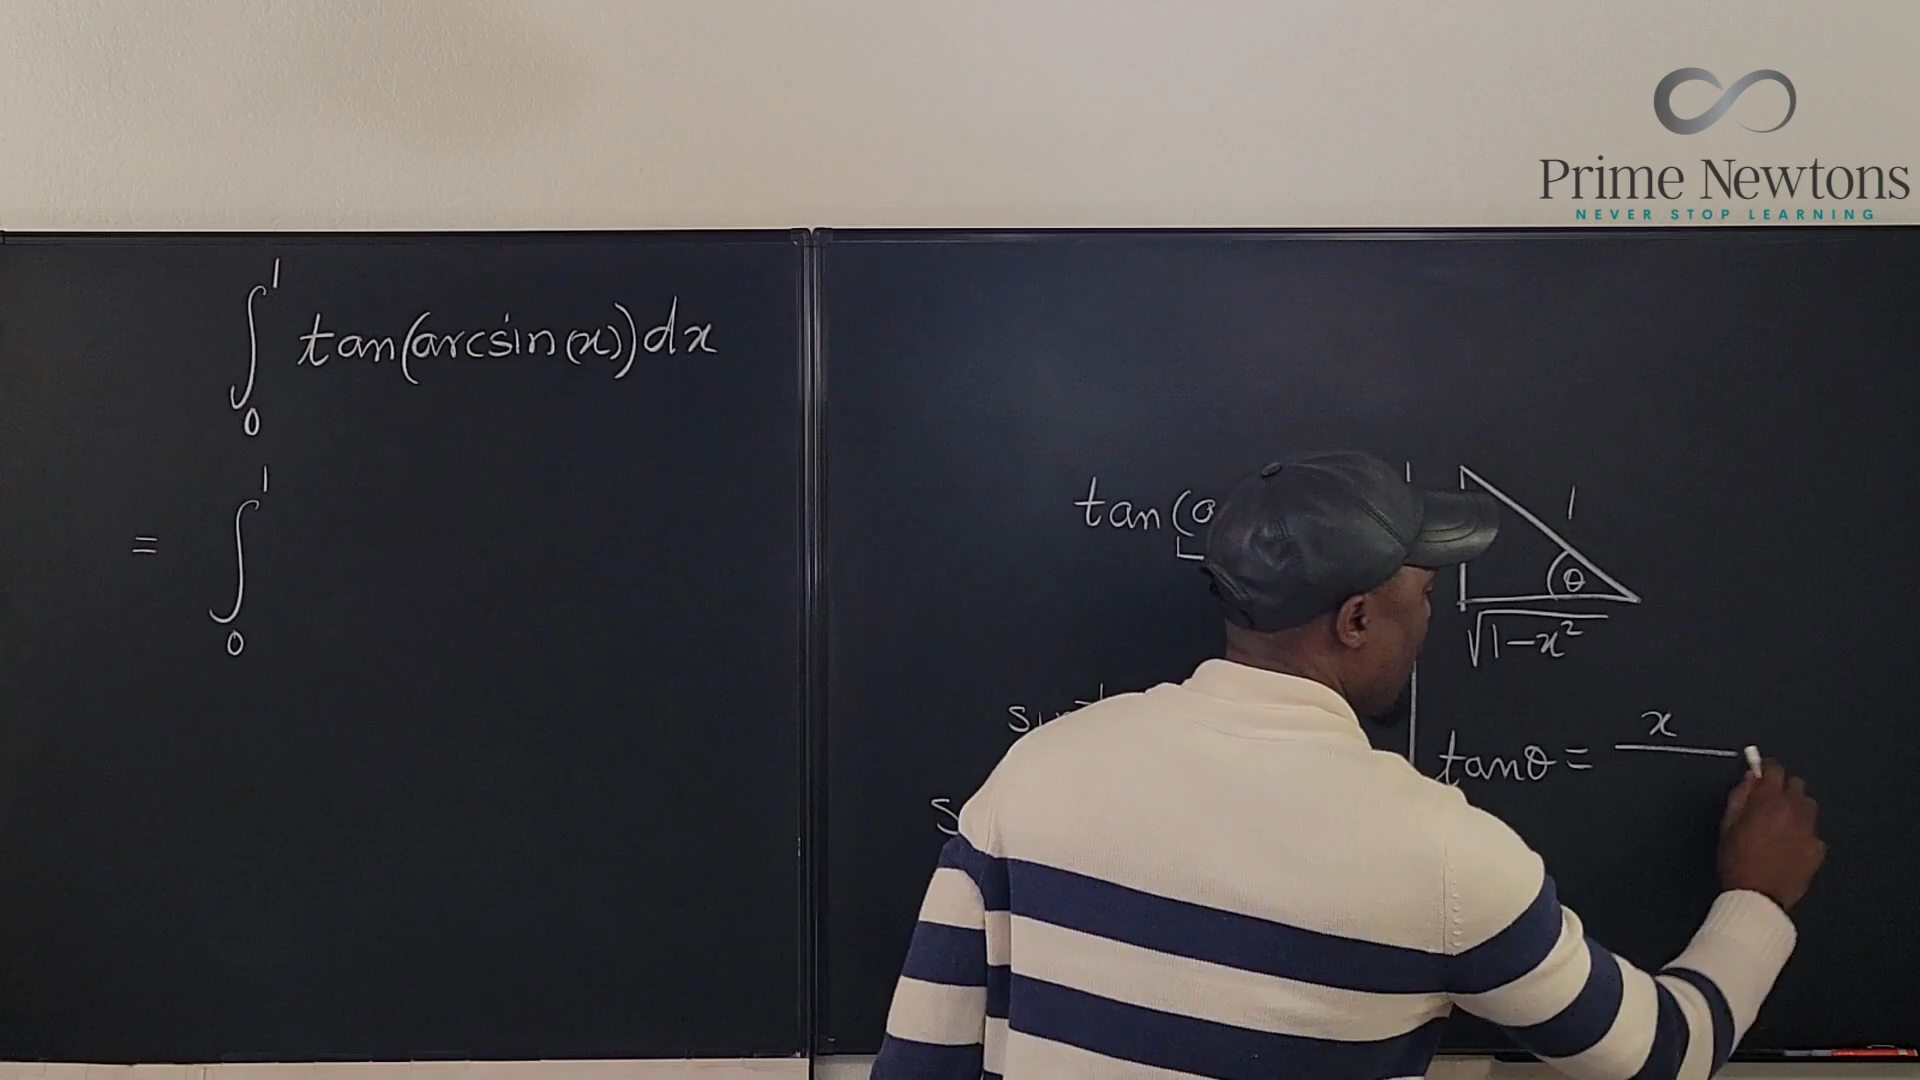 Prime Newtons
NEVER STOP LEARNING
∫₀¹ tan(arcsin(x))dx
= ∫₀¹
tan(
1
θ
√1-x²
tanθ = x